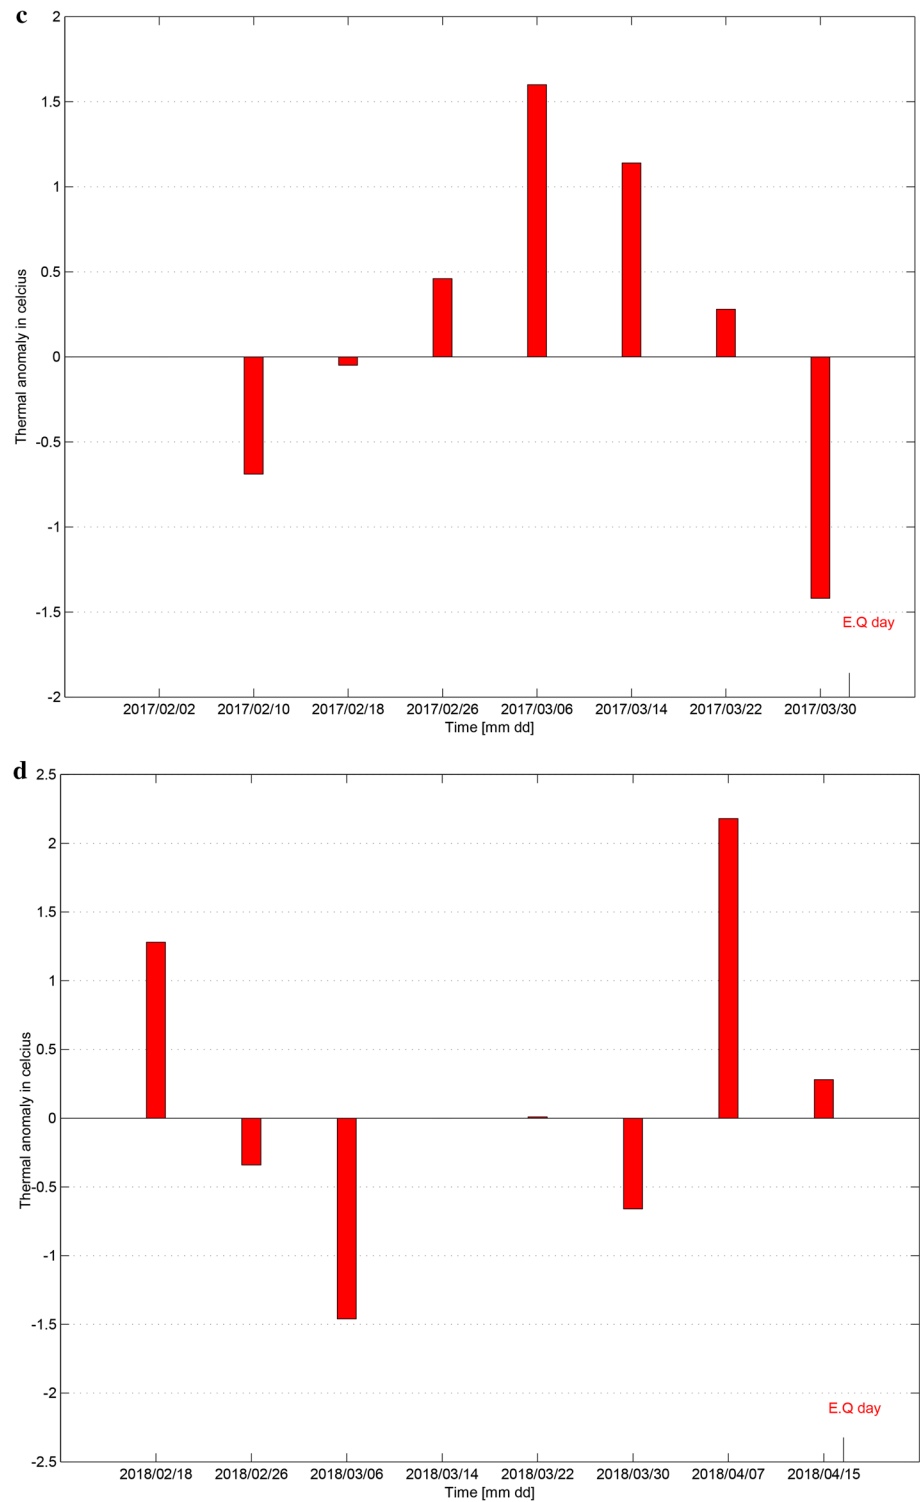 c
2
1.5
1
0.5
0
-0.5
-1
-1.5
-2
Thermal anomaly in celcius
E.Q day
2017/02/02 2017/02/10 2017/02/18 2017/02/26 2017/03/06 2017/03/14 2017/03/22 2017/03/30
Time [mm dd]
d
2.5
2
1.5
1
0.5
0
-0.5
-1
-1.5
-2
-2.5
Thermal anomaly in celcius
E.Q day
2018/02/18 2018/02/26 2018/03/06 2018/03/14 2018/03/22 2018/03/30 2018/04/07 2018/04/15
Time [mm dd]